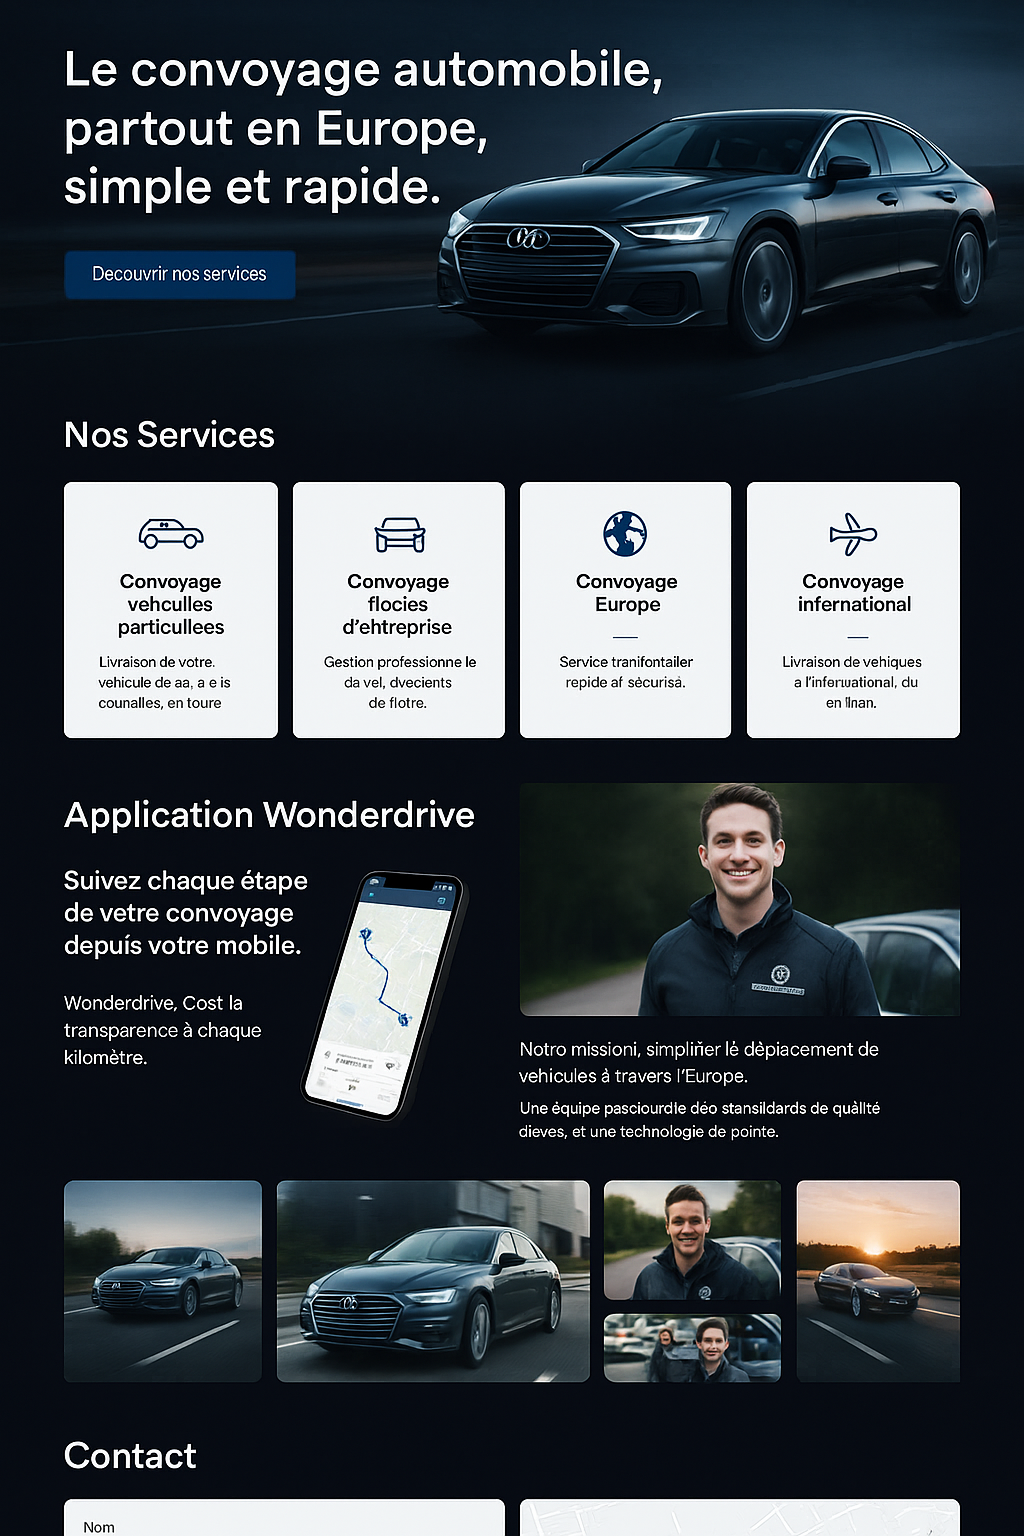 Le convoyage automobile,
partout en Europe,
simple et rapide.
Decouvrir nos services
Nos Services
Convoyage
vehculles
particullees
Livraison de votre.
vehicule de aa, a e is
counalles, en toure
Convoyage
flocies
d'ehtreprise
Gestion professionne le
da vel, dvecients
de flotre.
Convoyage
Europe
Service tranifontailer
repide af sécurisá.
Convoyage
infernational
Livraison de vehiques
a l'inferuuational, du
en
Application Wonderdrive
Suivez chaque étape
de vetre convoyage
depuís votre mobile.
Wonderdrive, Cost la
transparence à chaque
kilomètre.
Notro missioni, simpliñer lé dèpiacement de
vehicules à travers l'Europe.
Une équipe pasciourdle déo stansildards de quàlité
dieves, et une technologie de pointe.
Contact
Nom